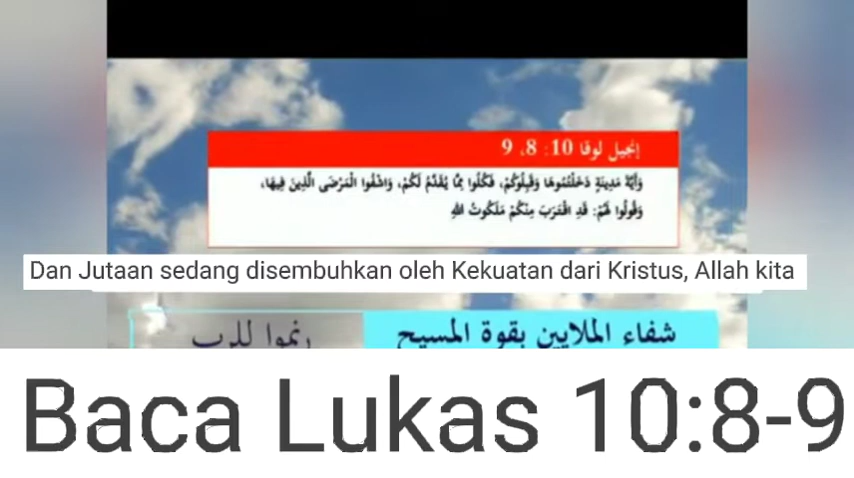 إنجيل لوقا 10: 8، 9
وَأَيَّةَ مَدِينَةٍ دَخَلْتُمُوهَا وَقَبِلُوكُمْ، فَكُلُوا مِمَّا يُقَدَّمُ لَكُمْ، وَاشْفُوا الْمَرْضَى الَّذِينَ فِيهَا،
وَقُولُوا لَهُمْ: قَدِ اقْتَرَبَ مِنْكُمْ مَلَكُوتُ اللهِ
Dan Jutaan sedang disembuhkan oleh Kekuatan dari Kristus, Allah kita
شفاء الملايين بقوة المسيح رنموا للرب
Baca Lukas 10:8-9